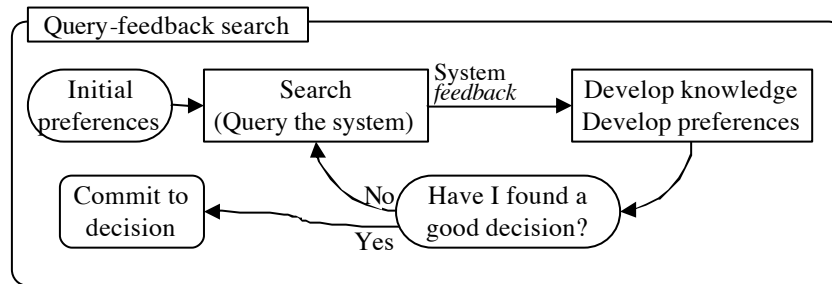 Query-feedback search
Initial
preferences
Search
(Query the system)
System
feedback
Develop knowledge
Develop preferences
Have I found a
good decision?
No
Yes
Commit to
decision